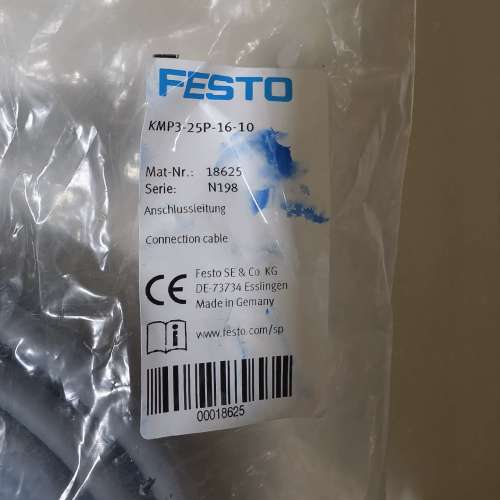 FESTO
KMP3-25P-16-10
Mat-Nr.: 18625
Serie: N198
Anschlussleitung
Connection cable
CE
Festo SE & Co. KG
DE-73734 Esslingen
Made in Germany
i
www.festo.com/sp
00018625